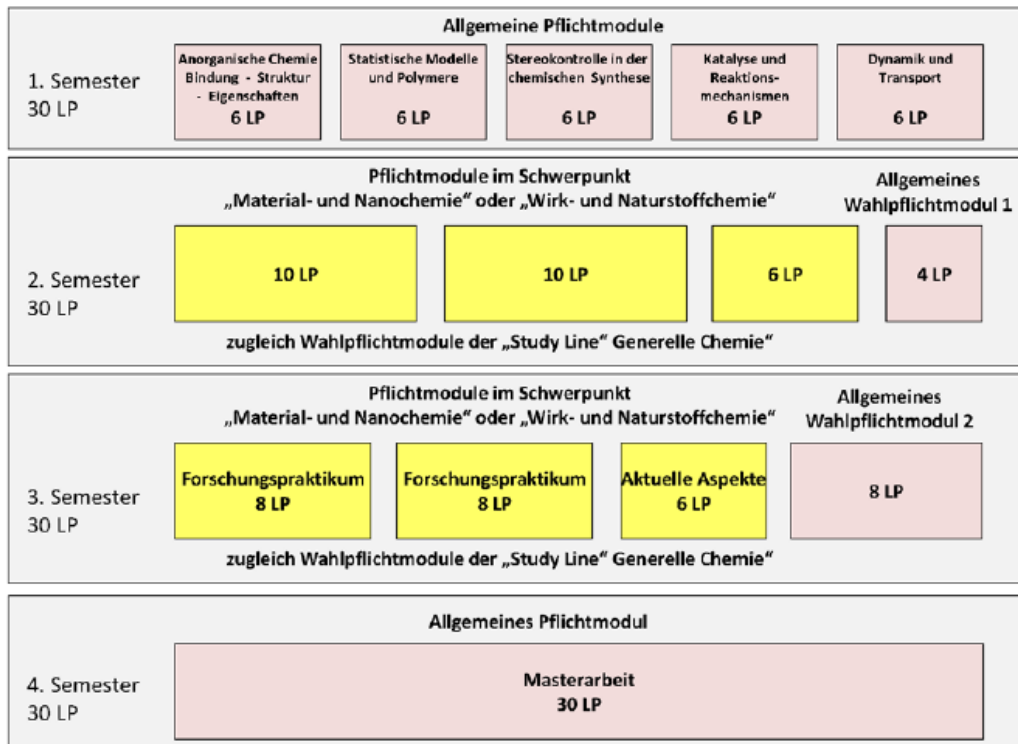 Allgemeine Pflichtmodule
1. Semester
30 LP
Anorganische Chemie
Bindung - Struktur
- Eigenschaften
6 LP
Statistische Modelle
und Polymere
6 LP
Stereokontrolle in der
chemischen Synthese
6 LP
Katalyse und
Reaktions-
mechanismen
6 LP
Dynamik und
Transport
6 LP
Pflichtmodule im Schwerpunkt
„Material- und Nanochemie“ oder „Wirk- und Naturstoffchemie“
Allgemeines
Wahlpflichtmodul 1
2. Semester
30 LP
10 LP
10 LP
6 LP
4 LP
zugleich Wahlpflichtmodule der „Study Line“ Generelle Chemie“
Pflichtmodule im Schwerpunkt
„Material- und Nanochemie“ oder „Wirk- und Naturstoffchemie“
Allgemeines
Wahlpflichtmodul 2
3. Semester
30 LP
Forschungspraktikum
8 LP
Forschungspraktikum
8 LP
Aktuelle Aspekte
6 LP
8 LP
zugleich Wahlpflichtmodule der „Study Line“ Generelle Chemie“
Allgemeines Pflichtmodul
4. Semester
30 LP
Masterarbeit
30 LP